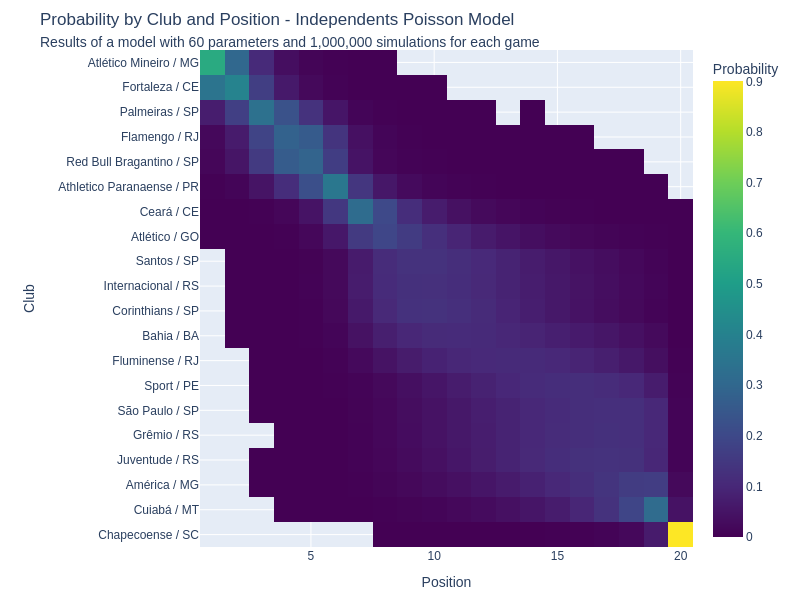 Probability by Club and Position - Independents Poisson Model
Results of a model with 60 parameters and 1,000,000 simulations for each game
Probability
Club
Atlético Mineiro / MG
Fortaleza / CE
Palmeiras / SP
Flamengo / RJ
Red Bull Bragantino / SP
Athletico Paranaense / PR
Ceará / CE
Atlético / GO
Santos / SP
Internacional / RS
Corinthians / SP
Bahia / BA
Fluminense / RJ
Sport / PE
São Paulo / SP
Grêmio / RS
Juventude / RS
América / MG
Cuiabá / MT
Chapecoense / SC
0.9
0.8
0.7
0.6
0.5
0.4
0.3
0.2
0.1
0
5 10 15 20
Position